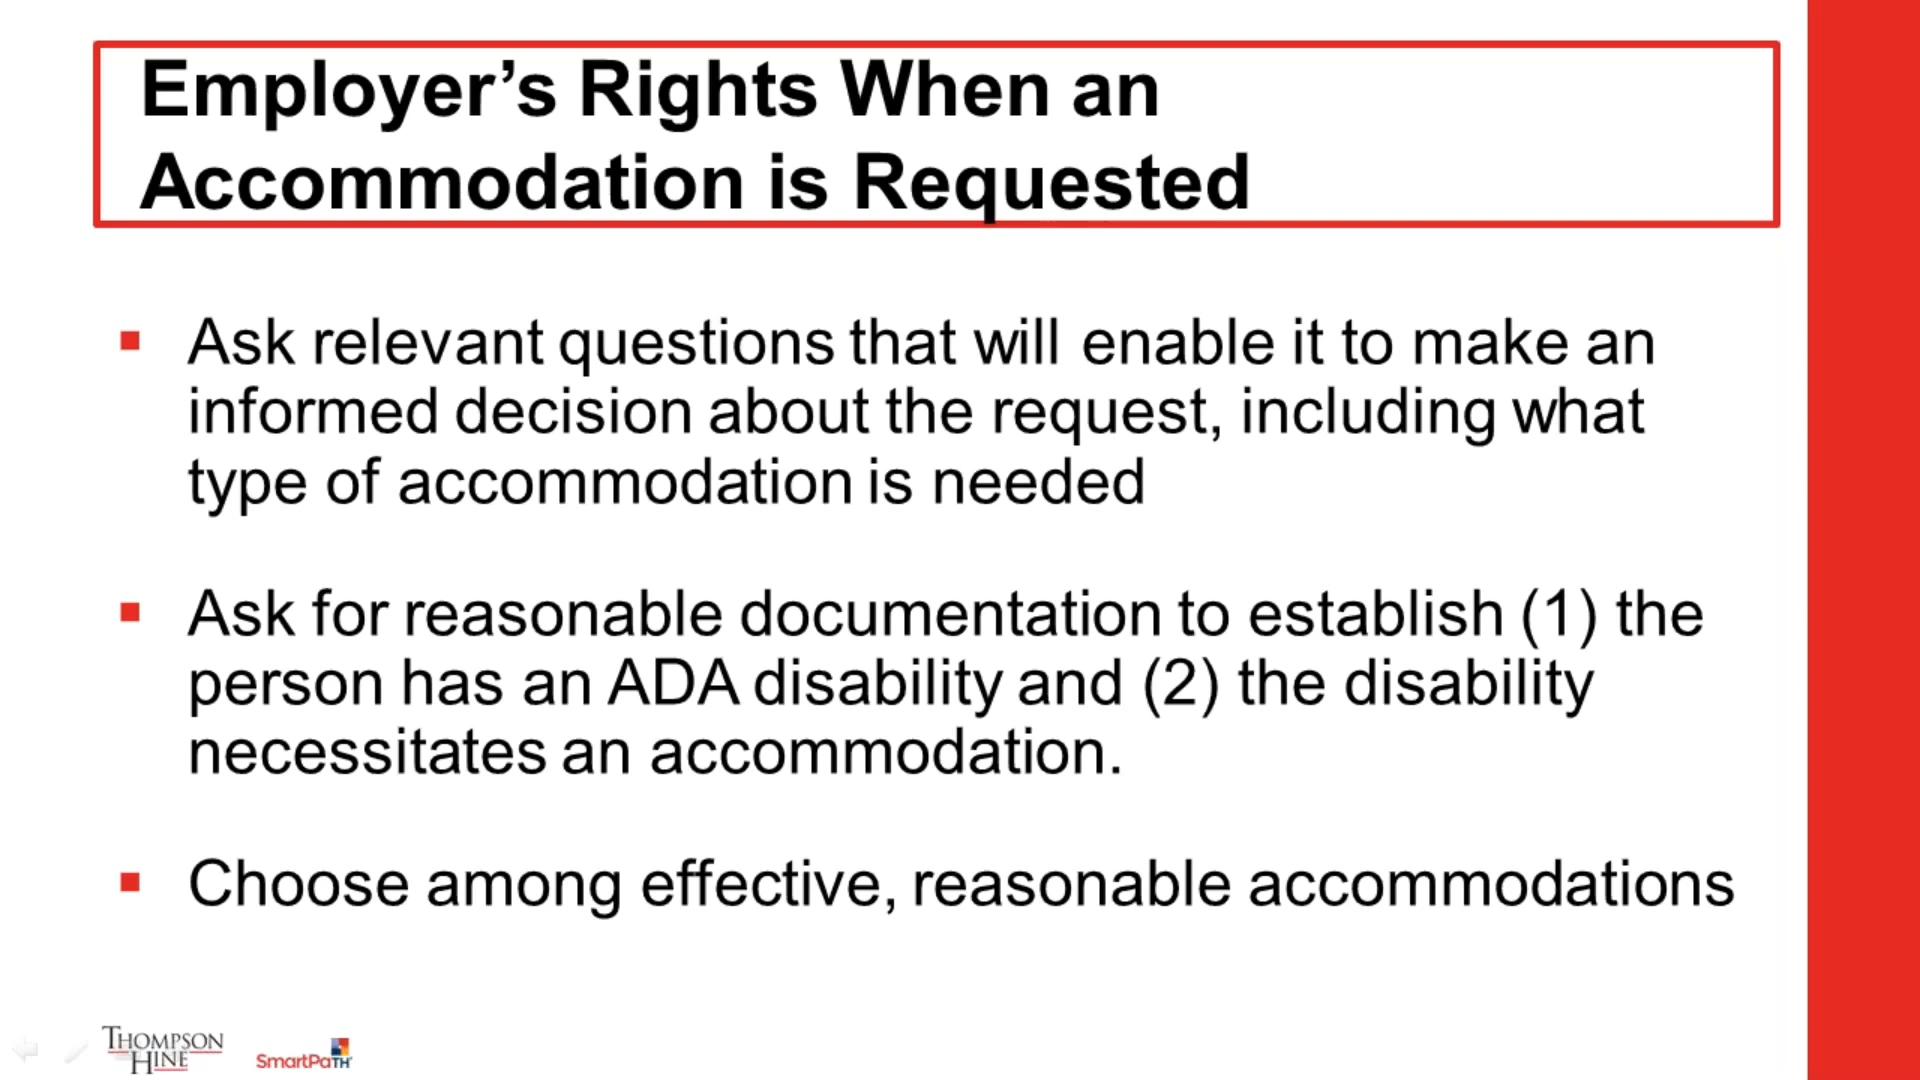 Employer’s Rights When an
Accommodation is Requested
▪ Ask relevant questions that will enable it to make an
informed decision about the request, including what
type of accommodation is needed
▪ Ask for reasonable documentation to establish (1) the
person has an ADA disability and (2) the disability
necessitates an accommodation.
▪ Choose among effective, reasonable accommodations
THOMPSON
HINE
SmartPaTH